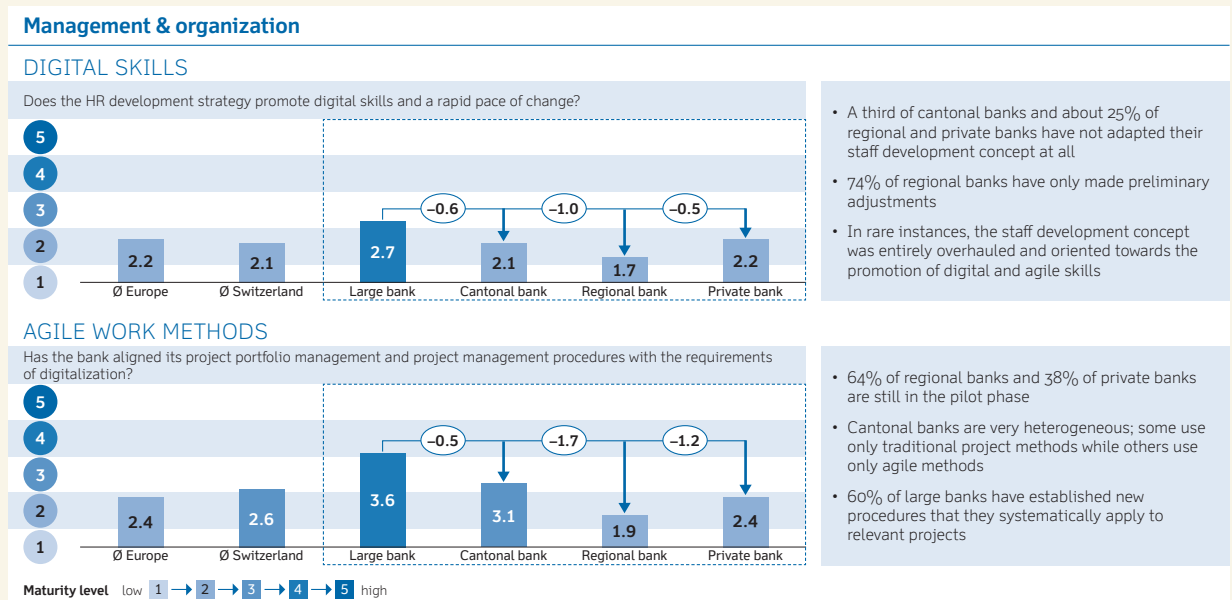 Management & organization
DIGITAL SKILLS
Does the HR development strategy promote digital skills and a rapid pace of change?
5
4
3
2
1
–0.6
–1.0
–0.5
2.2
2.1
2.7
2.1
1.7
2.2
Ø Europe
Ø Switzerland
Large bank
Cantonal bank
Regional bank
Private bank
• A third of cantonal banks and about 25% of
regional and private banks have not adapted their
staff development concept at all
• 74% of regional banks have only made preliminary
adjustments
• In rare instances, the staff development concept
was entirely overhauled and oriented towards the
promotion of digital and agile skills
AGILE WORK METHODS
Has the bank aligned its project portfolio management and project management procedures with the requirements
of digitalization?
5
4
3
2
1
–0.5
–1.7
–1.2
2.4
2.6
3.6
3.1
1.9
2.4
Ø Europe
Ø Switzerland
Large bank
Cantonal bank
Regional bank
Private bank
• 64% of regional banks and 38% of private banks
are still in the pilot phase
• Cantonal banks are very heterogeneous; some use
only traditional project methods while others use
only agile methods
• 60% of large banks have established new
procedures that they systematically apply to
relevant projects
Maturity level low 1 2 3 4 5 high